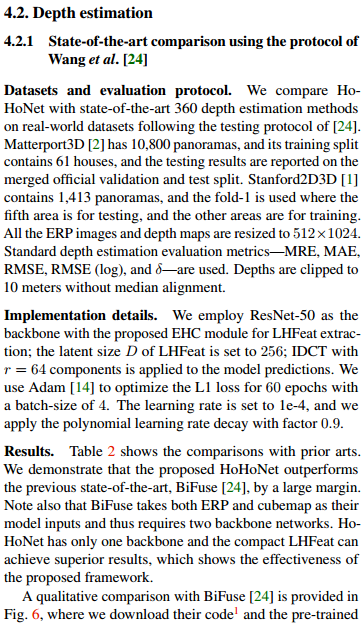 4.2. Depth estimation
4.2.1 State-of-the-art comparison using the protocol of
Wang et al. [24]
Datasets and evaluation protocol. We compare Ho-
HoNet with state-of-the-art 360 depth estimation methods
on real-world datasets following the testing protocol of [24].
Matterport3D [2] has 10,800 panoramas, and its training split
contains 61 houses, and the testing results are reported on the
merged official validation and test split. Stanford2D3D [1]
contains 1,413 panoramas, and the fold-1 is used where the
fifth area is for testing, and the other areas are for training.
All the ERP images and depth maps are resized to 512×1024.
Standard depth estimation evaluation metrics—MRE, MAE,
RMSE, RMSE (log), and δ—are used. Depths are clipped to
10 meters without median alignment.
Implementation details. We employ ResNet-50 as the
backbone with the proposed EHC module for LHFeat extrac-
tion; the latent size D of LHFeat is set to 256; IDCT with
r = 64 components is applied to the model predictions. We
use Adam [14] to optimize the L1 loss for 60 epochs with
a batch-size of 4. The learning rate is set to 1e-4, and we
apply the polynomial learning rate decay with factor 0.9.
Results. Table 2 shows the comparisons with prior arts.
We demonstrate that the proposed HoHoNet outperforms
the previous state-of-the-art, BiFuse [24], by a large margin.
Note also that BiFuse takes both ERP and cubemap as their
model inputs and thus requires two backbone networks. Ho-
HoNet has only one backbone and the compact LHFeat can
achieve superior results, which shows the effectiveness of
the proposed framework.
A qualitative comparison with BiFuse [24] is provided in
Fig. 6, where we download their code1 and the pre-trained